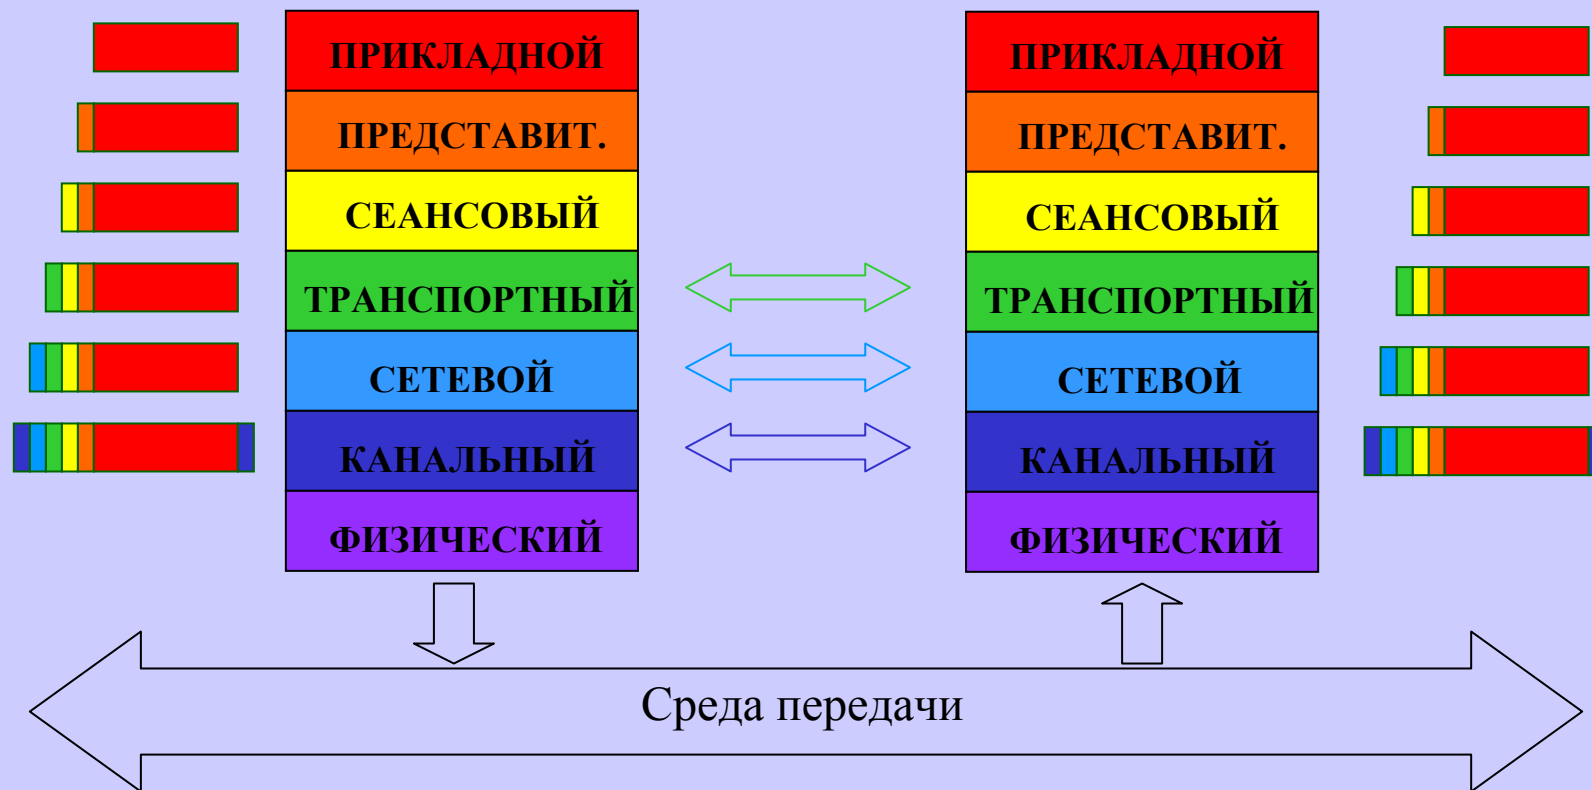 ПРИКЛАДНОЙ
ПРЕДСТАВИТ.
СЕАНСОВЫЙ
ТРАНСПОРТНЫЙ
СЕТЕВОЙ
КАНАЛЬНЫЙ
ФИЗИЧЕСКИЙ
ПРИКЛАДНОЙ
ПРЕДСТАВИТ.
СЕАНСОВЫЙ
ТРАНСПОРТНЫЙ
СЕТЕВОЙ
КАНАЛЬНЫЙ
ФИЗИЧЕСКИЙ
Среда передачи